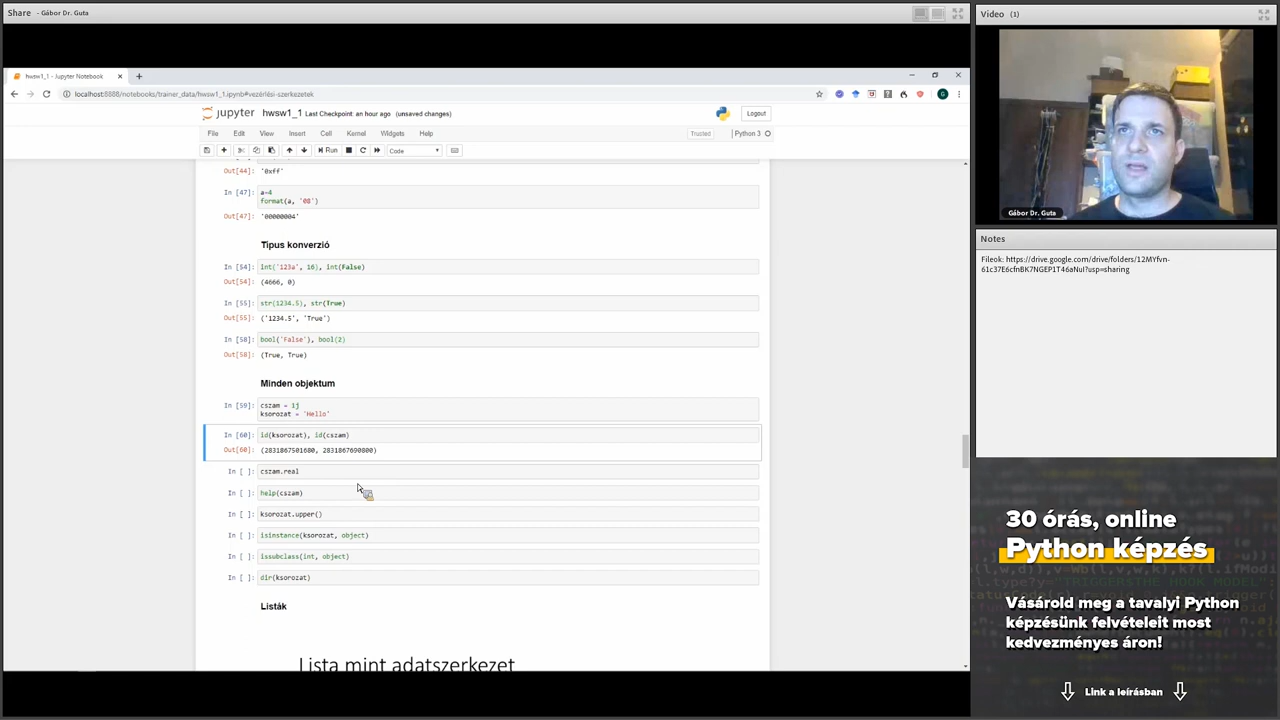 Share - Gábor Dr. Guta
hwsw1_1 - Jupyter Notebook
localhost:8888/notebooks/trainer_data/hwsw1_1.ipynb#vezérlési-szerkezetek
jupyter hwsw1_1 Last Checkpoint: an hour ago (unsaved changes)
Logout
File Edit View Insert Cell Kernel Widgets Help
Trusted Python 3
Run Code
Out[44]: '0xff'
In [47]: a=4
format(a, '08')
Out[47]: '00000004'
Típus konverzió
In [54]: int('123a', 16), int(False)
Out[54]: (4666, 0)
In [55]: str(1234.5), str(True)
Out[55]: ('1234.5', 'True')
In [58]: bool('False'), bool(2)
Out[58]: (True, True)
Minden objektum
In [59]: cszam = 1j
ksorozat = 'Hello'
In [60]: id(ksorozat), id(cszam)
Out[60]: (2831867501680, 2831867690800)
In [ ]: cszam.real
In [ ]: help(cszam)
In [ ]: ksorozat.upper()
In [ ]: isinstance(ksorozat, object)
In [ ]: issubclass(int, object)
In [ ]: dir(ksorozat)
Listák
Lista mint adatszerkezet
Video (1)
Gábor Dr. Guta
Notes
Fileok: https://drive.google.com/drive/folders/12MYfvn-
61c37E6cfnBK7NGEP1T46aNuI?usp=sharing
30 órás, online
Python képzés
Vásárold meg a tavalyi Python
képzésünk felvételeit most
kedvezményes áron!
Link a leírásban